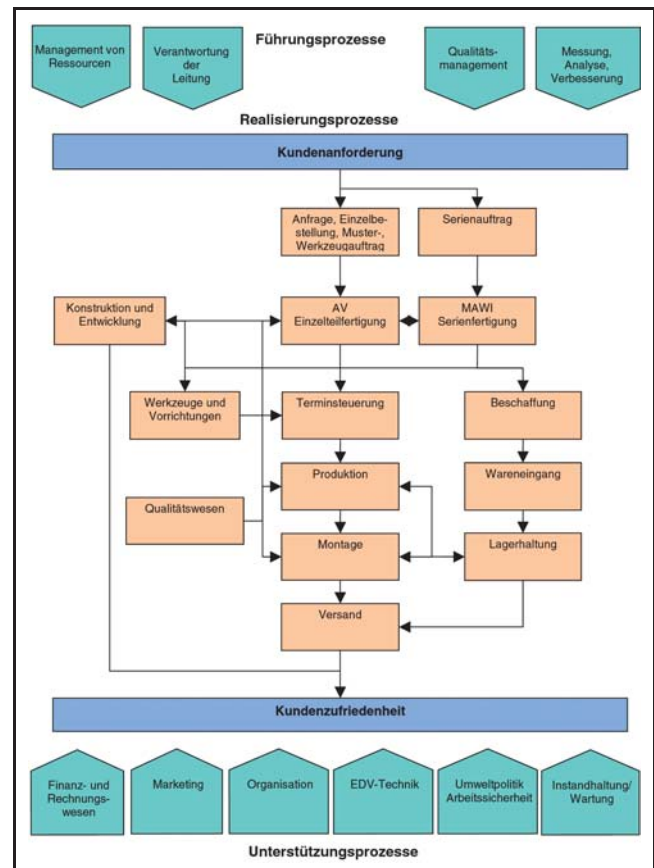 Führungsprozesse
Management von
Ressourcen
Verantwortung
der
Leitung
Qualitäts-
management
Messung,
Analyse,
Verbesserung
Realisierungsprozesse
Kundenanforderung
Anfrage, Einzelbe-
stellung, Muster-,
Werkzeugauftrag
Serienauftrag
Konstruktion und
Entwicklung
AV
Einzelteilfertigung
MAWI
Serienfertigung
Werkzeuge und
Vorrichtungen
Terminsteuerung
Beschaffung
Produktion
Wareneingang
Qualitätswesen
Montage
Lagerhaltung
Versand
Kundenzufriedenheit
Finanz- und
Rechnungs-
wesen
Marketing
Organisation
EDV-Technik
Umweltpolitik
Arbeitssicherheit
Instandhaltung/
Wartung
Unterstützungsprozesse